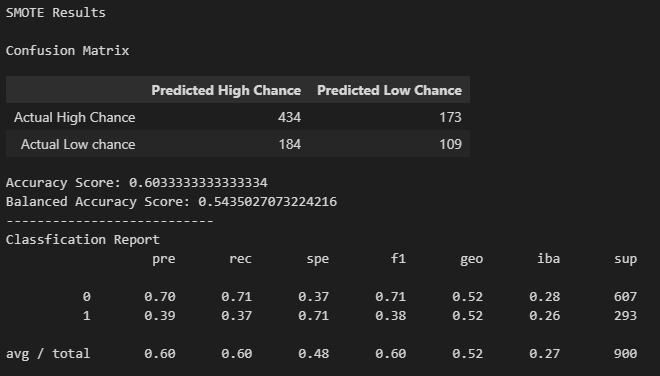 SMOTE Results
Confusion Matrix
Predicted High Chance Predicted Low Chance
Actual High Chance 434 173
Actual Low chance 184 109
Accuracy Score: 0.6033333333333334
Balanced Accuracy Score: 0.5435027073224216
---------------------------
Classfication Report
pre rec spe f1 geo iba sup
0 0.70 0.71 0.37 0.71 0.52 0.28 607
1 0.39 0.37 0.71 0.38 0.52 0.26 293
avg / total 0.60 0.60 0.48 0.60 0.52 0.27 900